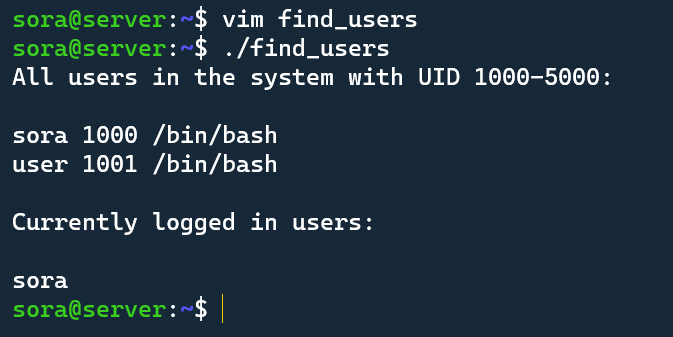 sora@server:~$ vim find_users
sora@server:~$ ./find_users
All users in the system with UID 1000-5000:
sora 1000 /bin/bash
user 1001 /bin/bash
Currently logged in users:
sora
sora@server:~$